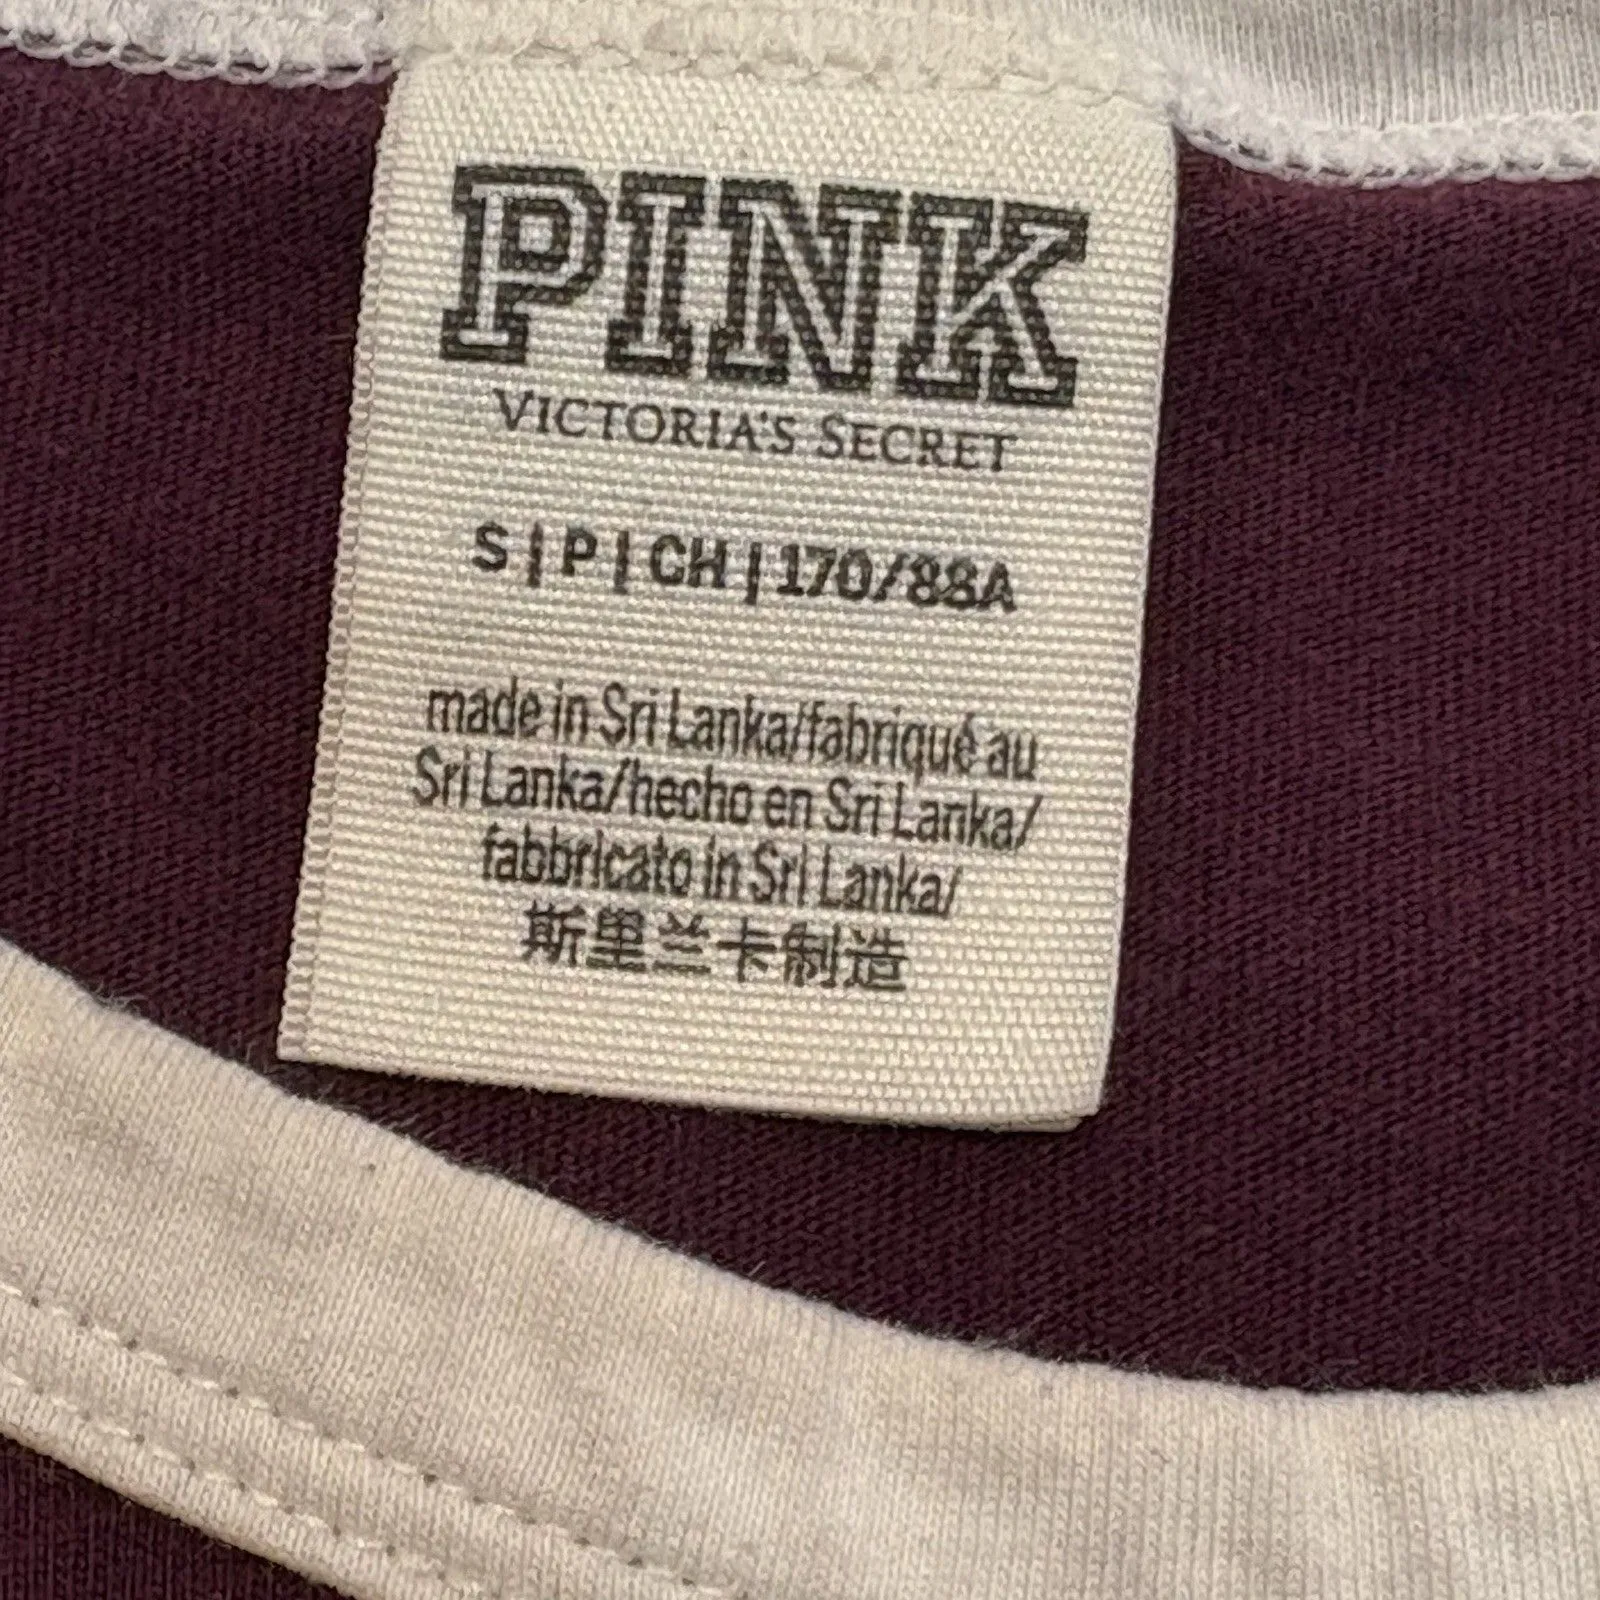 PINK
VICTORIA'S SECRET
S | P | CH | 170/88A
made in Sri Lanka/fabriqué au
Sri Lanka/hecho en Sri Lanka/
fabbricato in Sri Lanka/
斯里兰卡制造